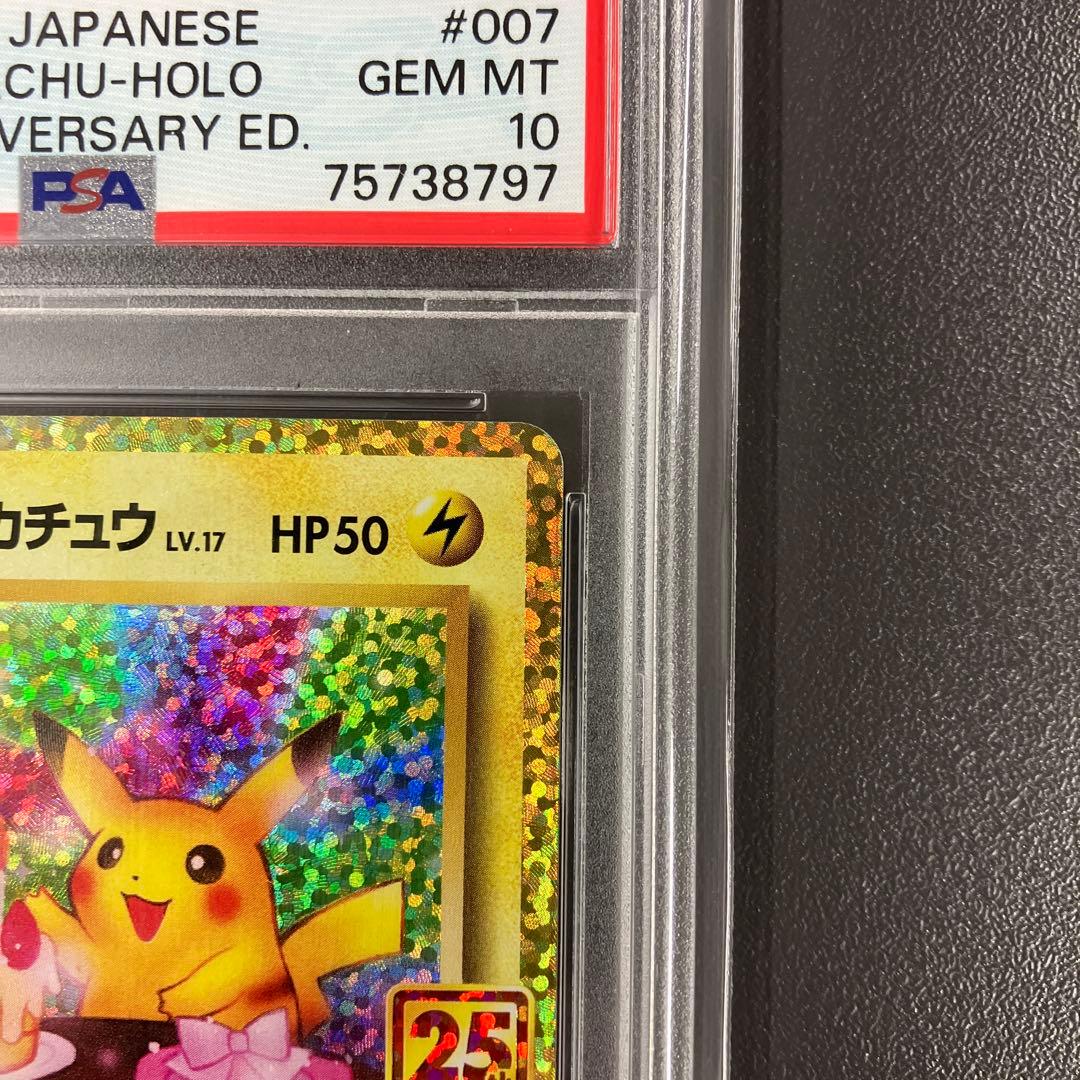 JAPANESE #007
CHU-HOLO GEM MT
VERSARY ED. 10
PSA 75738797
カチュウ LV.17 HP50
25